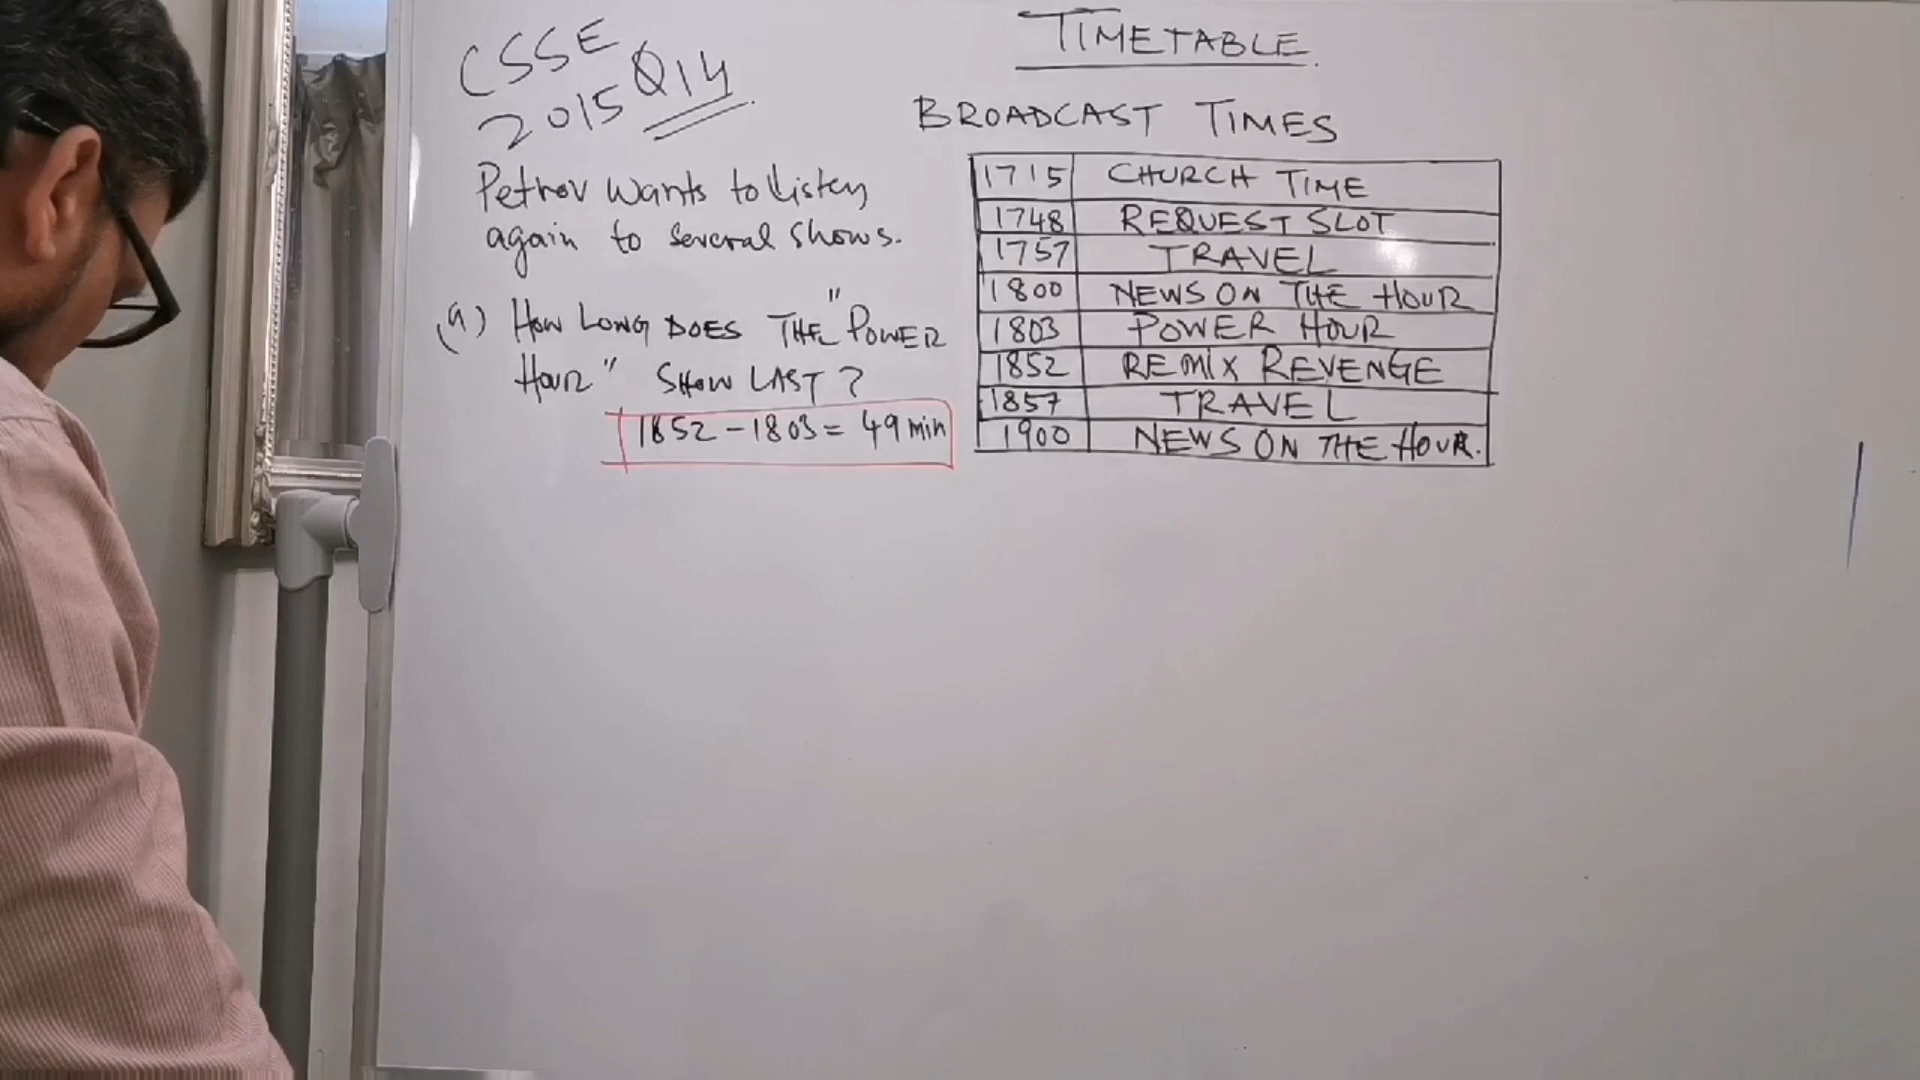 CSSE
2015 Q14
Petrov wants to listen
again to several shows.
(a) HOW LONG DOES THE "POWER
HOUR" SHOW LAST?
1852 - 1803 = 49 min
TIMETABLE.
BROADCAST TIMES
1715 CHURCH TIME
1748 REQUEST SLOT
1757 TRAVEL
1800 NEWS ON THE HOUR
1803 POWER HOUR
1852 REMIX REVENGE
1857 TRAVEL
1900 NEWS ON THE HOUR.